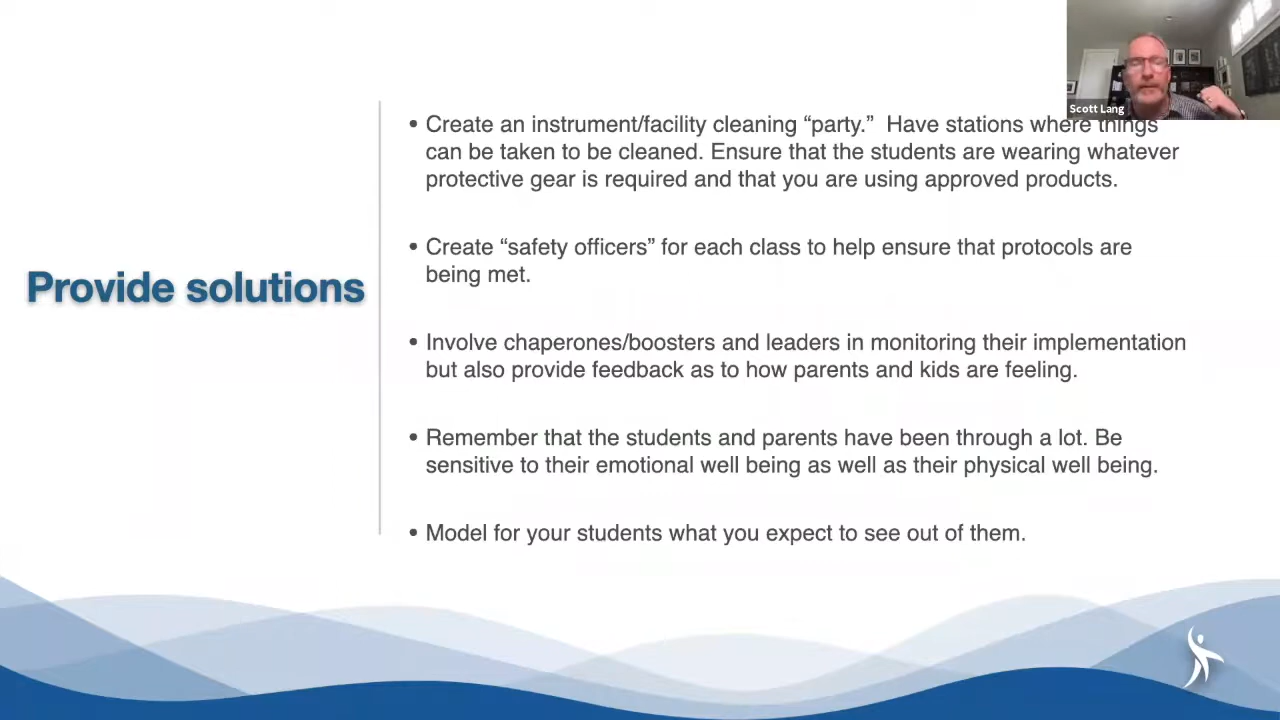 Scott Lang
Provide solutions
• Create an instrument/facility cleaning “party.”  Have stations where things
can be taken to be cleaned. Ensure that the students are wearing whatever
protective gear is required and that you are using approved products.
• Create “safety officers” for each class to help ensure that protocols are
being met.
• Involve chaperones/boosters and leaders in monitoring their implementation
but also provide feedback as to how parents and kids are feeling.
• Remember that the students and parents have been through a lot. Be
sensitive to their emotional well being as well as their physical well being.
• Model for your students what you expect to see out of them.